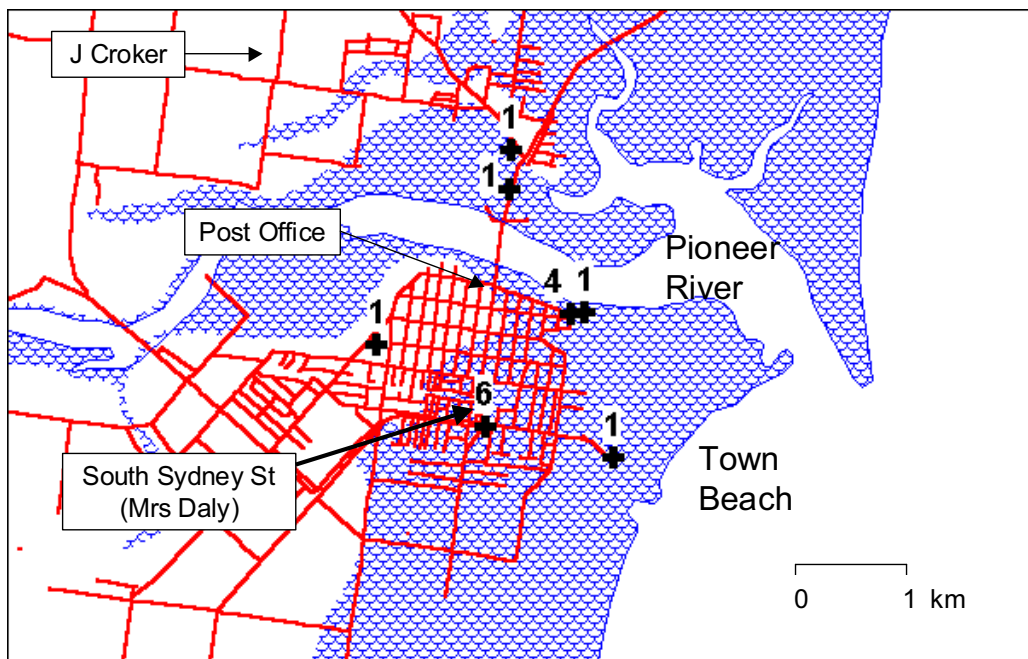 J Croker
1
1
Post Office
Pioneer
River
4 1
1
6
1
South Sydney St
(Mrs Daly)
Town
Beach
0 1 km